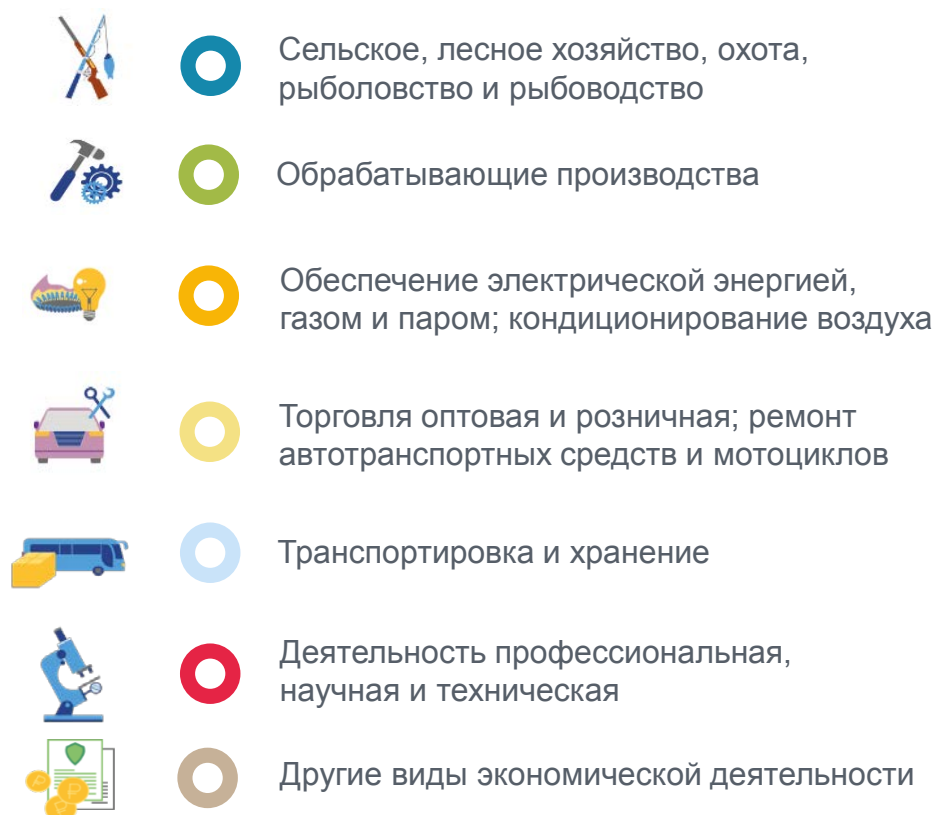 Сельское, лесное хозяйство, охота,
рыболовство и рыбоводство
Обрабатывающие производства
Обеспечение электрической энергией,
газом и паром; кондиционирование воздуха
Торговля оптовая и розничная; ремонт
автотранспортных средств и мотоциклов
Транспортировка и хранение
Деятельность профессиональная,
научная и техническая
Другие виды экономической деятельности